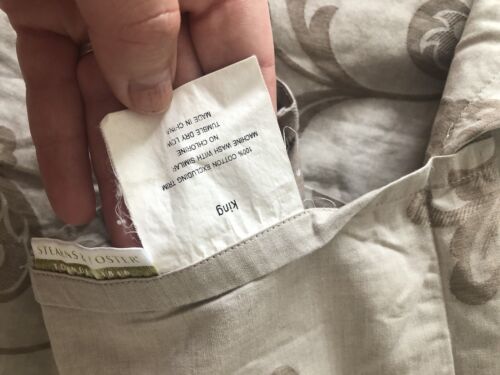 king
100% COTTON EXCLUDING TRIM
MACHINE WASH WITH SIMILAR
NO CHLORINE
TUMBLE DRY LOW
MADE IN CHINA
STEARNS & FOSTER